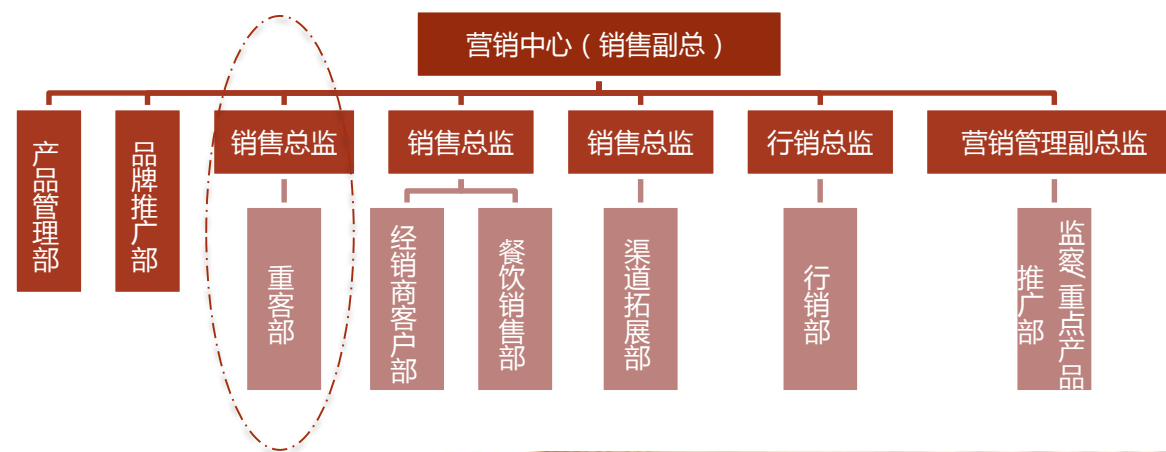 营销中心（销售副总）
产品管理部
品牌推广部
销售总监
销售总监
销售总监
行销总监
营销管理副总监
重客部
经销商客户部
餐饮销售部
渠道拓展部
行销部
监察/重点产品
推广部